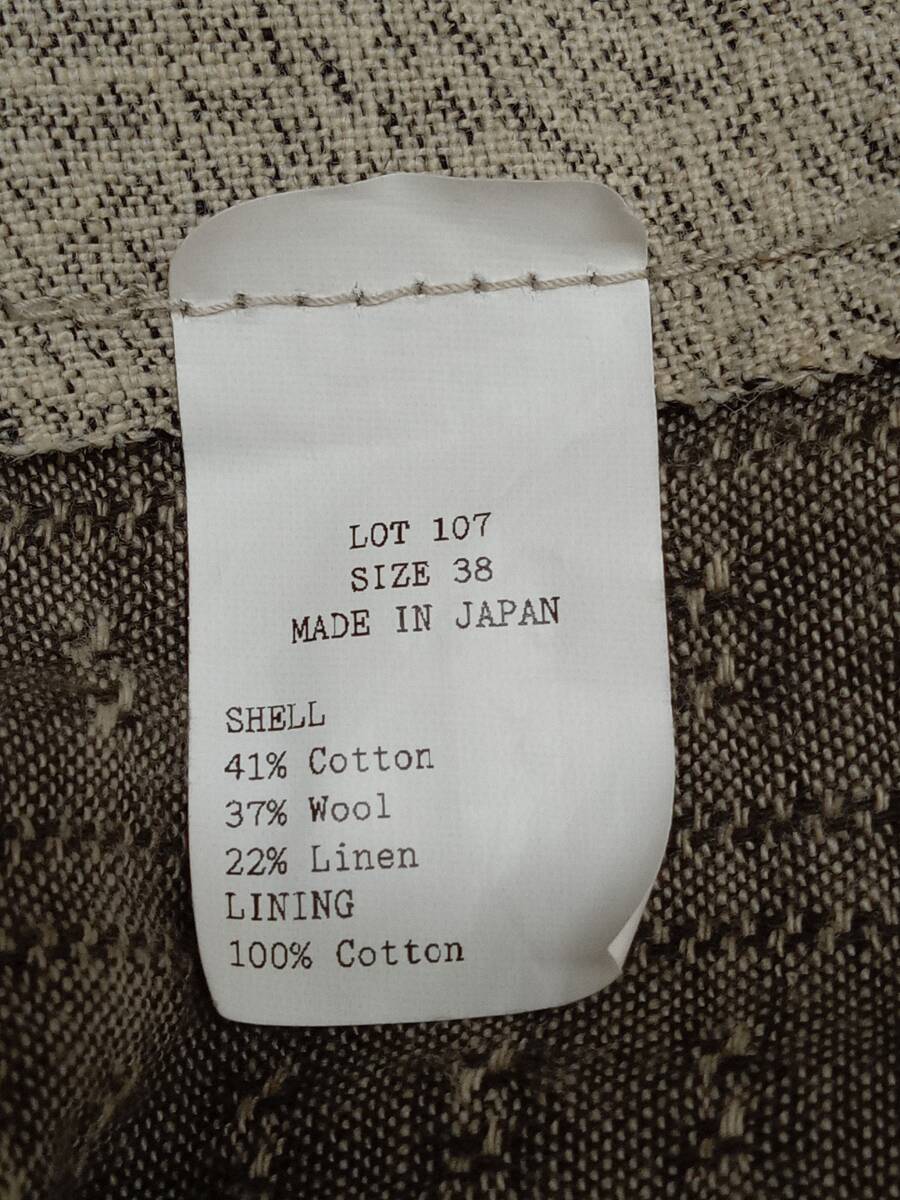 LOT 107
SIZE 38
MADE IN JAPAN
SHELL
41% Cotton
37% Wool
22% Linen
LINING
100% Cotton